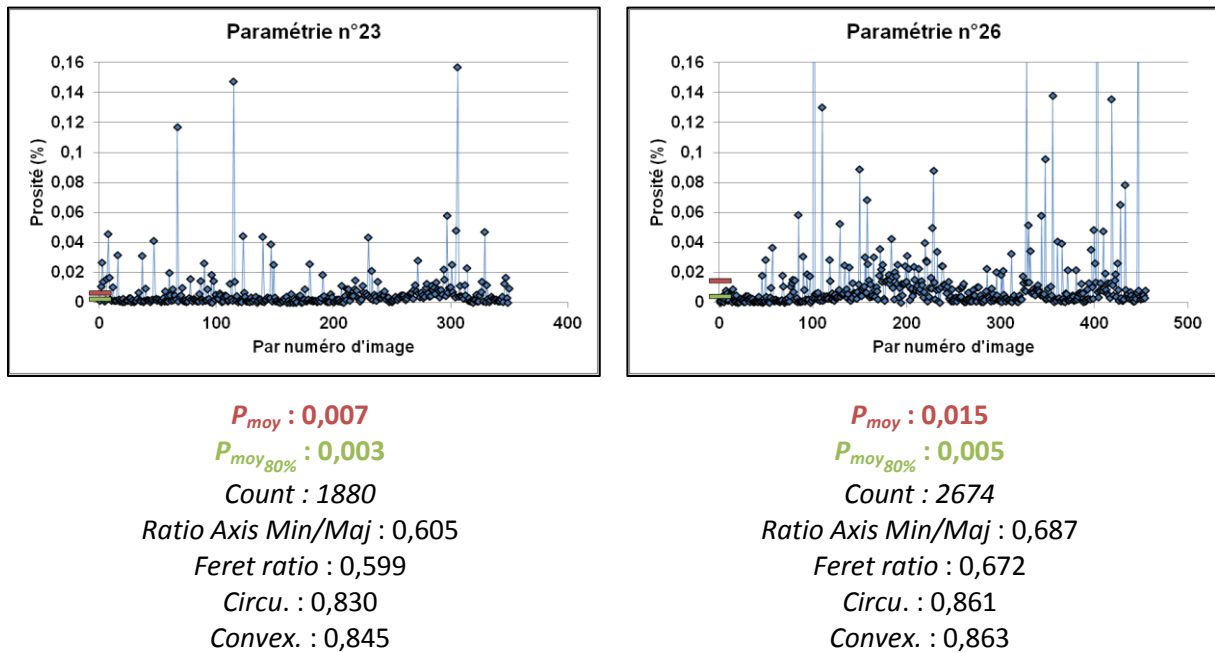 Paramétrie n°23
0,16
0,14
0,12
0,1
0,08
0,06
0,04
0,02
0
Prosité (%)
0 100 200 300 400
Par numéro d'image
P_moy : 0,007
P_moy80% : 0,003
Count : 1880
Ratio Axis Min/Maj : 0,605
Feret ratio : 0,599
Circu. : 0,830
Convex. : 0,845
Paramétrie n°26
0,16
0,14
0,12
0,1
0,08
0,06
0,04
0,02
0
Prosité (%)
0 100 200 300 400 500
Par numéro d'image
P_moy : 0,015
P_moy80% : 0,005
Count : 2674
Ratio Axis Min/Maj : 0,687
Feret ratio : 0,672
Circu. : 0,861
Convex. : 0,863